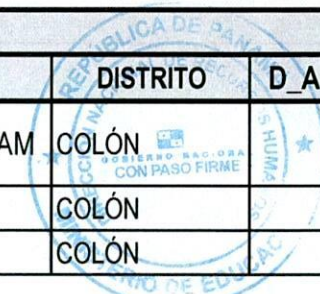 DISTRITO D_A
AM COLÓN
COLÓN
COLÓN
REPÚBLICA DE PANAMÁ
GOBIERNO NACIONAL
CON PASO FIRME
MINISTERIO DE EDUCAC